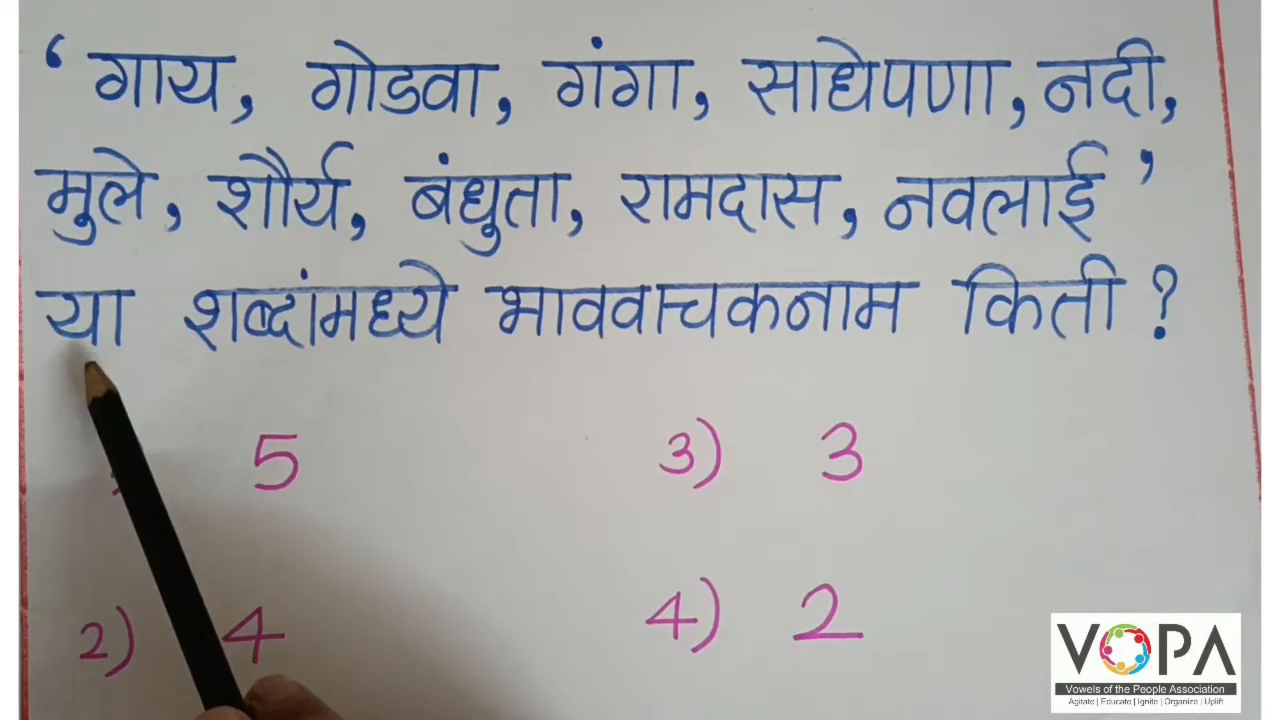 ‘ गाय, गोडवा, गंगा, साधेपणा, नदी,
मुले, शौर्य, बंधुता, रामदास, नवलाई ’
या शब्दांमध्ये भाववाचकनाम किती ?
5
3) 3
2) 4
4) 2
VOPA
Vowels of the People Association
Agitate | Educate | Ignite | Organize | Uplift